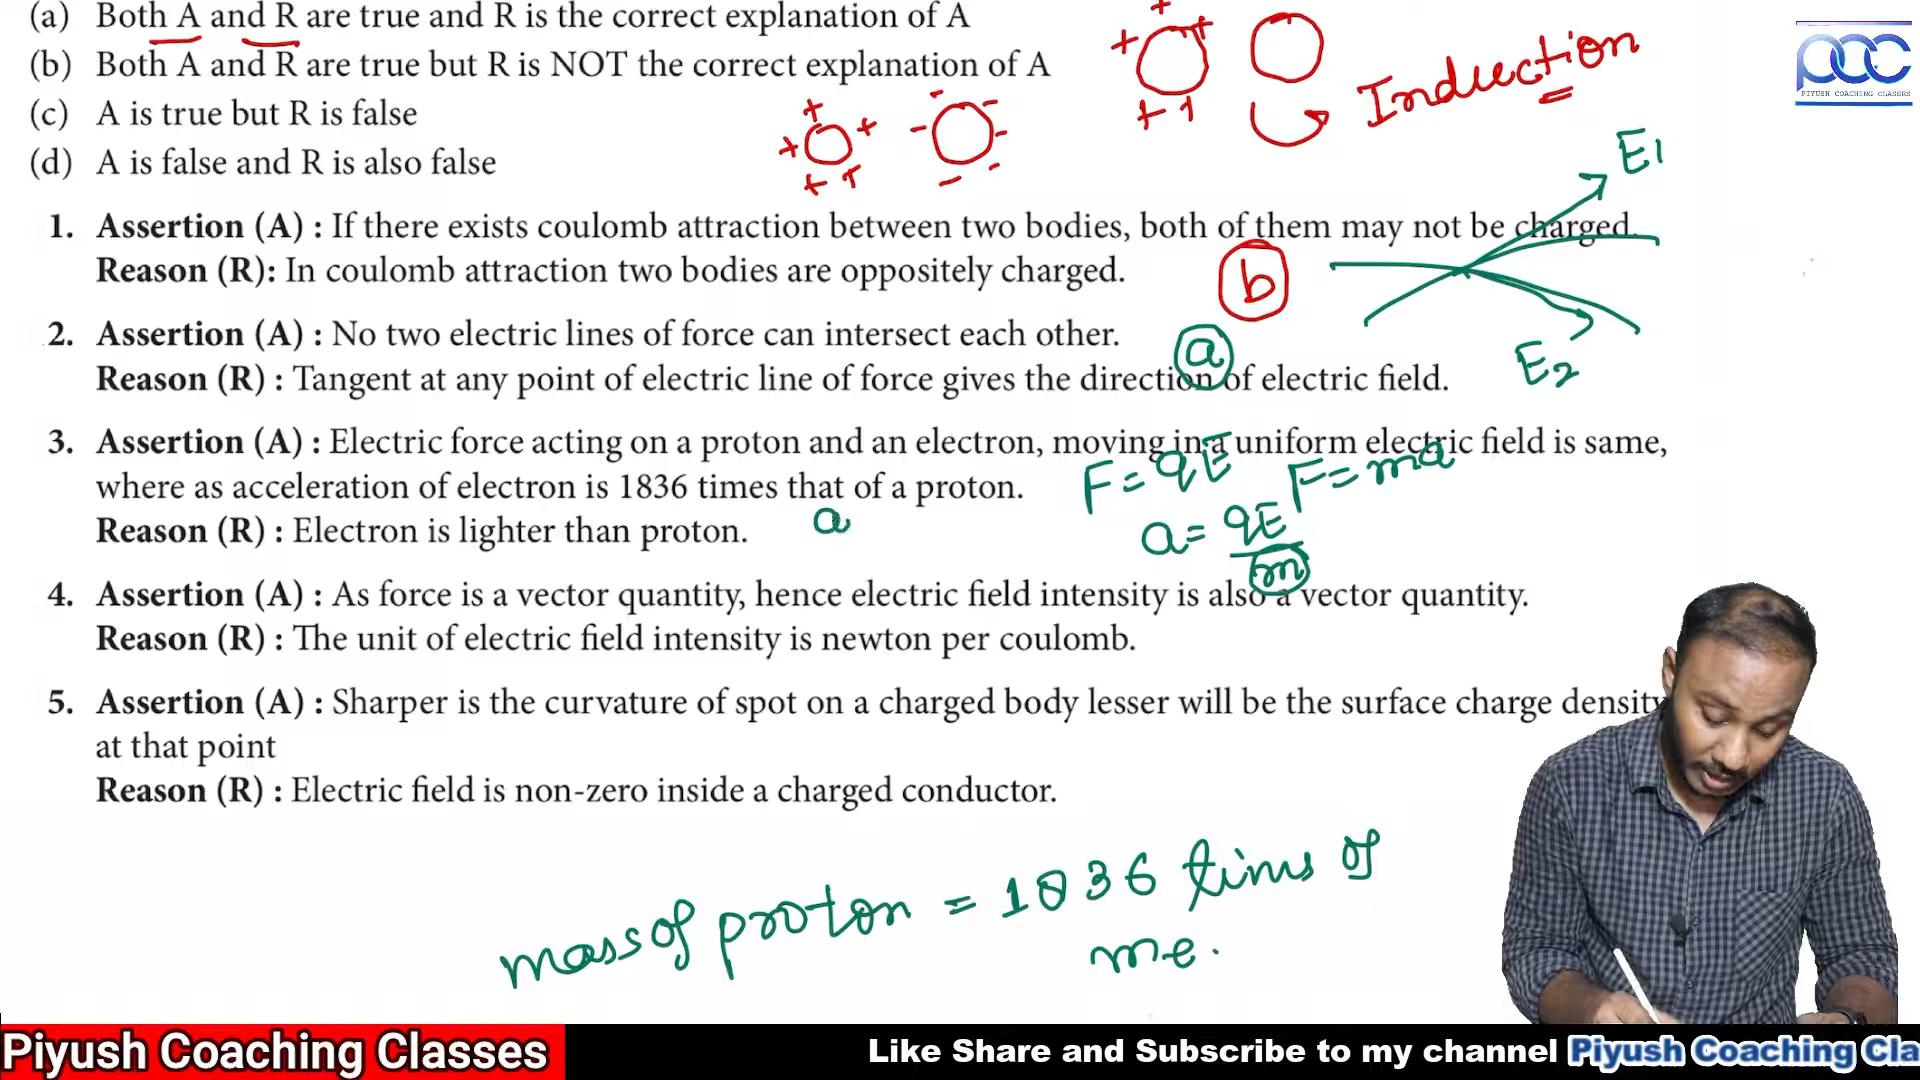 (a) Both A and R are true and R is the correct explanation of A
(b) Both A and R are true but R is NOT the correct explanation of A
(c) A is true but R is false
(d) A is false and R is also false
Induction
PCC
PIYUSH COACHING CLASSES
E1
1. Assertion (A) : If there exists coulomb attraction between two bodies, both of them may not be charged.
Reason (R): In coulomb attraction two bodies are oppositely charged.
b
2. Assertion (A) : No two electric lines of force can intersect each other.
a
Reason (R) : Tangent at any point of electric line of force gives the direction of electric field.
E2
3. Assertion (A) : Electric force acting on a proton and an electron, moving in a uniform electric field is same,
where as acceleration of electron is 1836 times that of a proton.
F = qE F = ma
Reason (R) : Electron is lighter than proton.
a
a = qE
m
4. Assertion (A) : As force is a vector quantity, hence electric field intensity is also a vector quantity.
Reason (R) : The unit of electric field intensity is newton per coulomb.
5. Assertion (A) : Sharper is the curvature of spot on a charged body lesser will be the surface charge density
at that point
Reason (R) : Electric field is non-zero inside a charged conductor.
mass of proton = 1836 tims of
me.
Piyush Coaching Classes
Like Share and Subscribe to my channel Piyush Coaching Cla